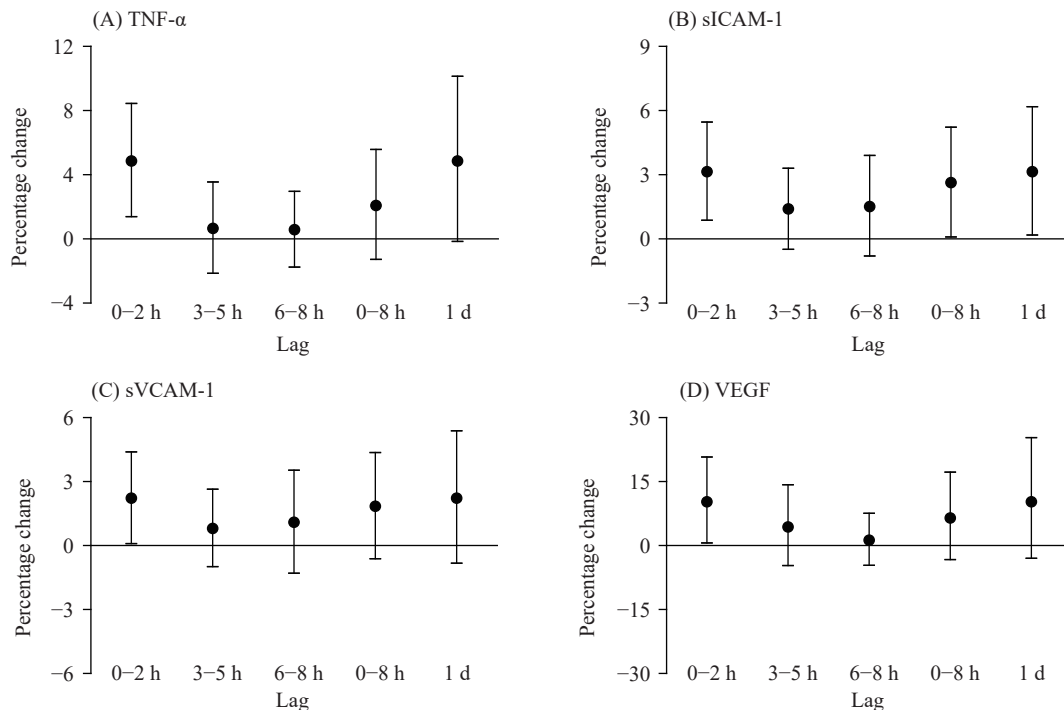 (A) TNF-α
Percentage change
12
8
4
0
−4
0−2 h 3−5 h 6−8 h 0−8 h 1 d
Lag
(B) sICAM-1
Percentage change
9
6
3
0
−3
0−2 h 3−5 h 6−8 h 0−8 h 1 d
Lag
(C) sVCAM-1
Percentage change
6
3
0
−3
−6
0−2 h 3−5 h 6−8 h 0−8 h 1 d
Lag
(D) VEGF
Percentage change
30
15
0
−15
−30
0−2 h 3−5 h 6−8 h 0−8 h 1 d
Lag